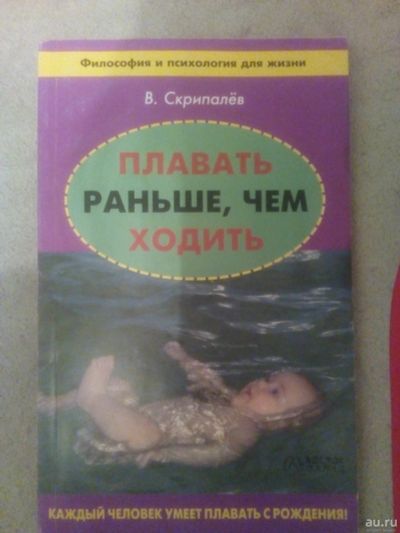 Философия и психология для жизни
В. Скрипалёв
ПЛАВАТЬ
РАНЬШЕ, ЧЕМ
ХОДИТЬ
КАЖДЫЙ ЧЕЛОВЕК УМЕЕТ ПЛАВАТЬ С РОЖДЕНИЯ!
au.ru